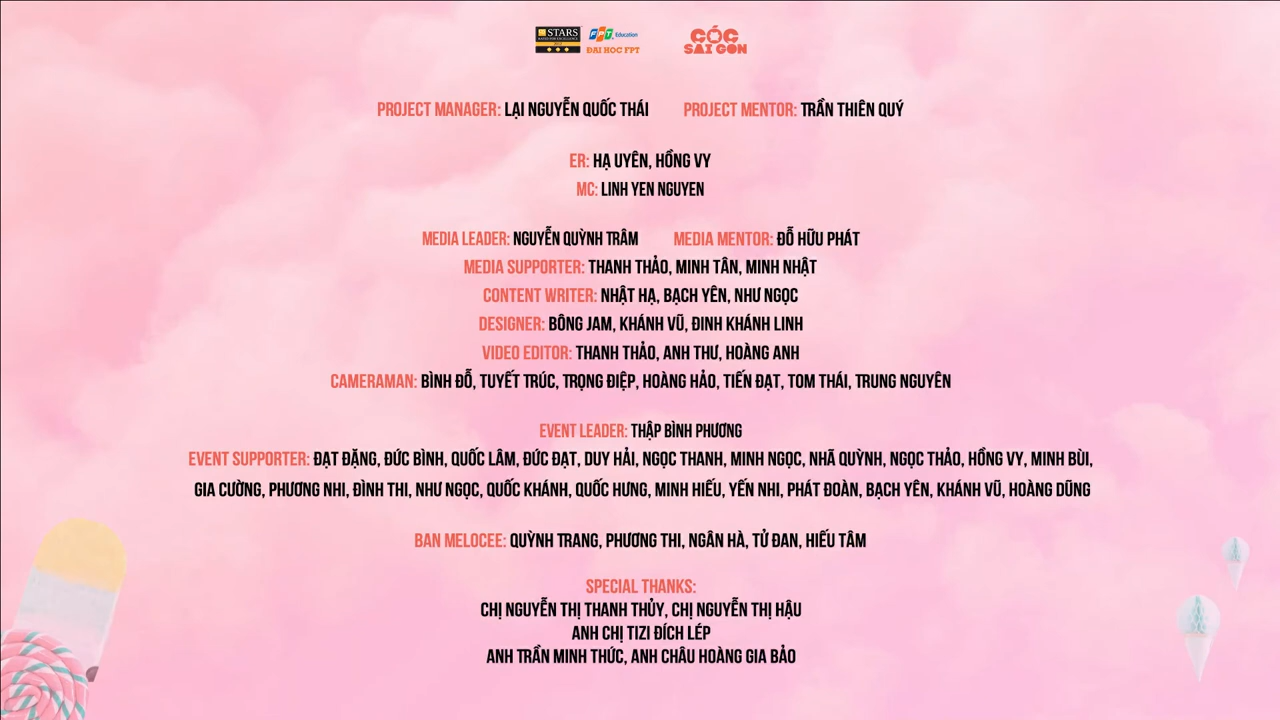 STARS
RATED FOR EXCELLENCE
FPT Education
ĐẠI HỌC FPT
CÓC SÀI GÒN
PROJECT MANAGER: LẠI NGUYỄN QUỐC THÁI PROJECT MENTOR: TRẦN THIÊN QUÝ
ER: HẠ UYÊN, HỒNG VY
MC: LINH YEN NGUYEN
MEDIA LEADER: NGUYỄN QUỲNH TRÂM MEDIA MENTOR: ĐỖ HỮU PHÁT
MEDIA SUPPORTER: THANH THẢO, MINH TÂN, MINH NHẬT
CONTENT WRITER: NHẬT HẠ, BẠCH YÊN, NHƯ NGỌC
DESIGNER: BÔNG JAM, KHÁNH VŨ, ĐINH KHÁNH LINH
VIDEO EDITOR: THANH THẢO, ANH THƯ, HOÀNG ANH
CAMERAMAN: BÌNH ĐỖ, TUYẾT TRÚC, TRỌNG ĐIỆP, HOÀNG HẢO, TIẾN ĐẠT, TOM THÁI, TRUNG NGUYÊN
EVENT LEADER: THẬP BÌNH PHƯƠNG
EVENT SUPPORTER: ĐẠT ĐẶNG, ĐỨC BÌNH, QUỐC LÂM, ĐỨC ĐẠT, DUY HẢI, NGỌC THANH, MINH NGỌC, NHÃ QUỲNH, NGỌC THẢO, HỒNG VY, MINH BÙI,
GIA CƯỜNG, PHƯƠNG NHI, ĐÌNH THI, NHƯ NGỌC, QUỐC KHÁNH, QUỐC HƯNG, MINH HIẾU, YẾN NHI, PHÁT ĐOÀN, BẠCH YÊN, KHÁNH VŨ, HOÀNG DŨNG
BAN MELOCEE: QUỲNH TRANG, PHƯƠNG THI, NGÂN HÀ, TỬ ĐAN, HIẾU TÂM
SPECIAL THANKS:
CHỊ NGUYỄN THỊ THANH THỦY, CHỊ NGUYỄN THỊ HẬU
ANH CHỊ TIZI ĐÍCH LÉP
ANH TRẦN MINH THỨC, ANH CHÂU HOÀNG GIA BẢO